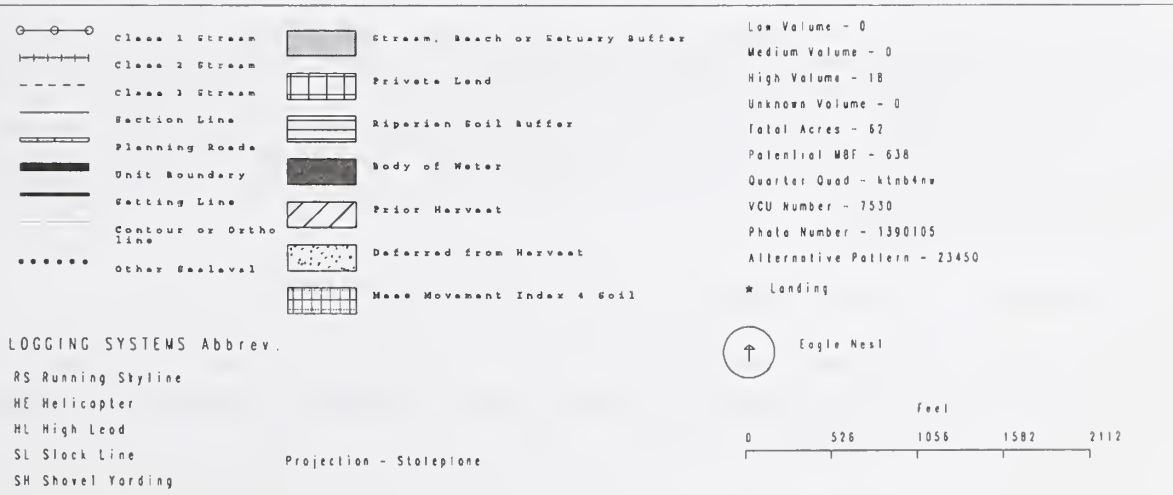 Class 1 Stream
Class 2 Stream
Class 3 Stream
Section Line
Planning Roads
Unit Boundary
Setting Line
Contour or Ortho
line
Other Sealevel
Stream, Beach or Estuary Buffer
Private Land
Riparian Soil Buffer
Body of Water
Prior Harvest
Deferred from Harvest
Mass Movement Index 4 Soil
Low Volume - 0
Medium Volume - 0
High Volume - 18
Unknown Volume - 0
Total Acres - 62
Potential MBF - 638
Quarter Quad - ktnb4nw
VCU Number - 7530
Photo Number - 1390105
Alternative Pattern - 23450
★ Landing
Eagle Nest
LOGGING SYSTEMS Abbrev.
RS Running Skyline
HE Helicopter
HL High Lead
SL Slack Line
SH Shovel Yarding
Projection - Stateplane
Feet
0 526 1056 1582 2112